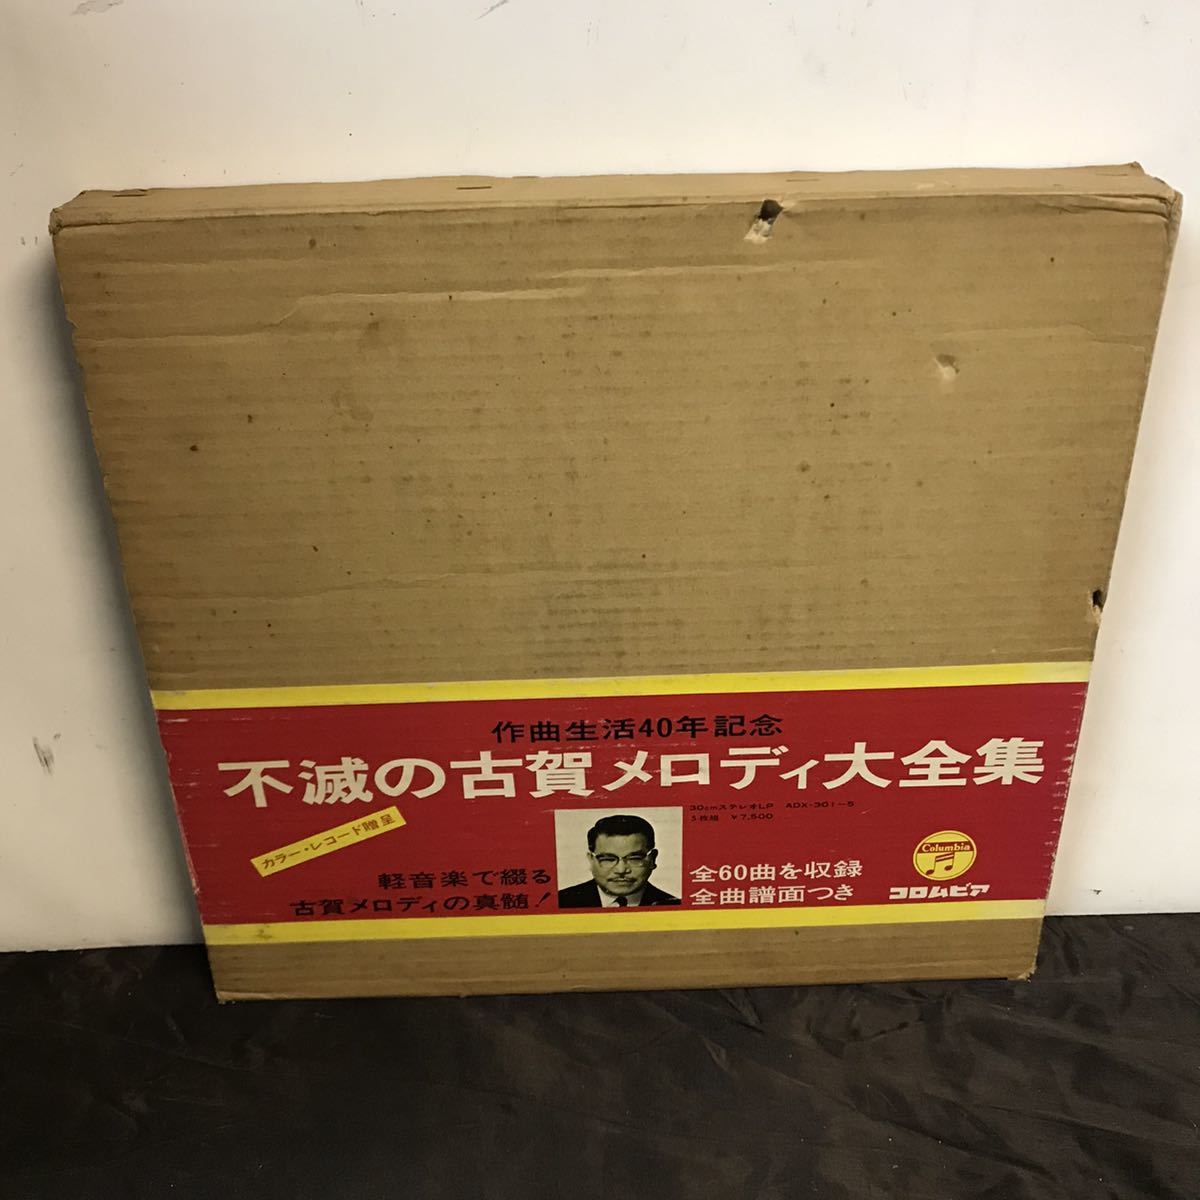 作曲生活40年記念
不滅の古賀メロディ大全集
30cmステレオLP ADX-301-5
5枚組 ¥7,500
カラー・レコード贈呈
軽音楽で綴る
古賀メロディの真髄!
全60曲を収録
全曲譜面つき
Columbia
コロムビア